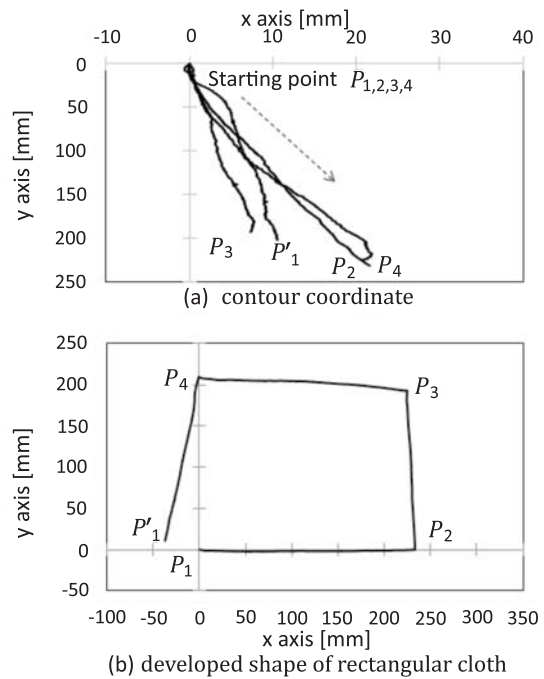 x axis [mm]
-10 0 10 20 30 40
0
Starting point P1,2,3,4
50
100
y axis [mm]
150
200
P3 P'1 P2 P4
250
(a) contour coordinate
250
200
P4 P3
150
y axis [mm]
100
50
P'1 P2
0
P1
-50
-100 -50 0 50 100 150 200 250 300 350
x axis [mm]
(b) developed shape of rectangular cloth